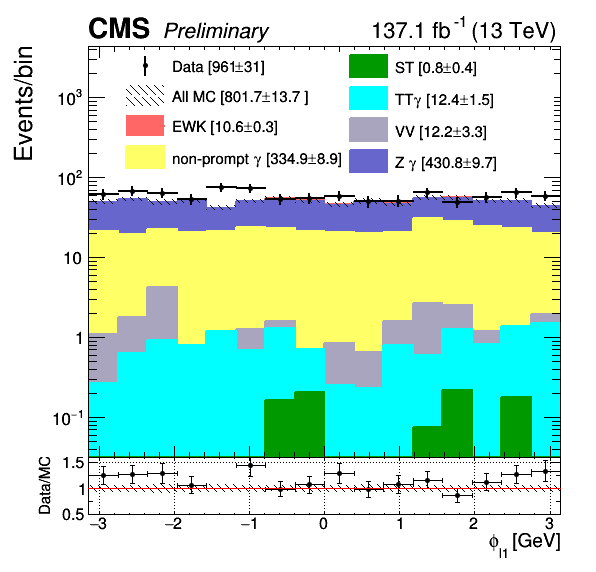 CMS Preliminary 137.1 fb⁻¹ (13 TeV)
Events/bin
Data [961±31]
All MC [801.7±13.7 ]
EWK [10.6±0.3]
non-prompt γ [334.9±8.9]
ST [0.8±0.4]
TTγ [12.4±1.5]
VV [12.2±3.3]
Z γ [430.8±9.7]
10³
10²
10
1
10⁻¹
Data/MC
1.5
1
0.5
−3 −2 −1 0 1 2 3
ϕ_l1 [GeV]